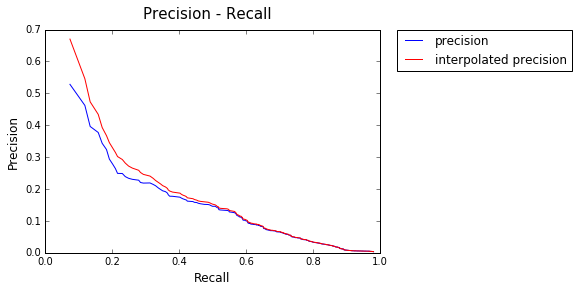 Precision - Recall
precision
interpolated precision
0.7
0.6
0.5
0.4
0.3
0.2
0.1
0.0
Precision
0.0 0.2 0.4 0.6 0.8 1.0
Recall